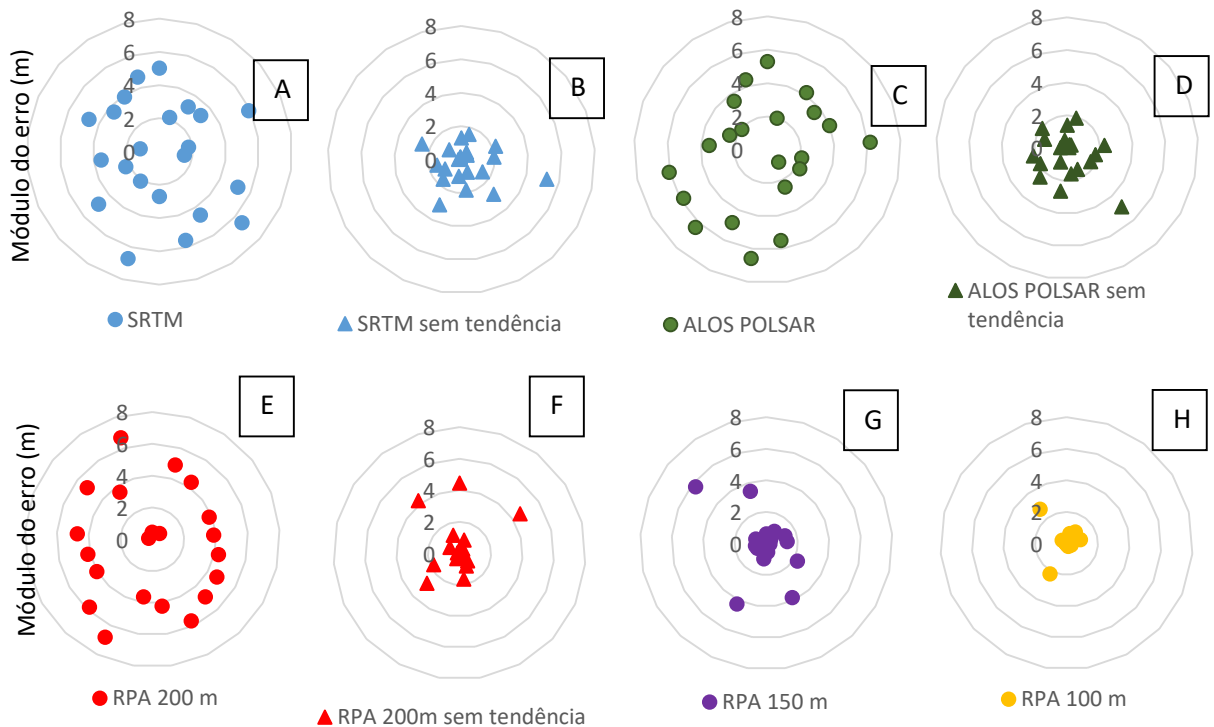 Módulo do erro (m)
8
6
4
2
0
A
SRTM
8
6
4
2
0
B
SRTM sem tendência
8
6
4
2
0
C
ALOS POLSAR
8
6
4
2
0
D
ALOS POLSAR sem
tendência
Módulo do erro (m)
8
6
4
2
0
E
RPA 200 m
8
6
4
2
0
F
RPA 200m sem tendência
8
6
4
2
0
G
RPA 150 m
8
6
4
2
0
H
RPA 100 m